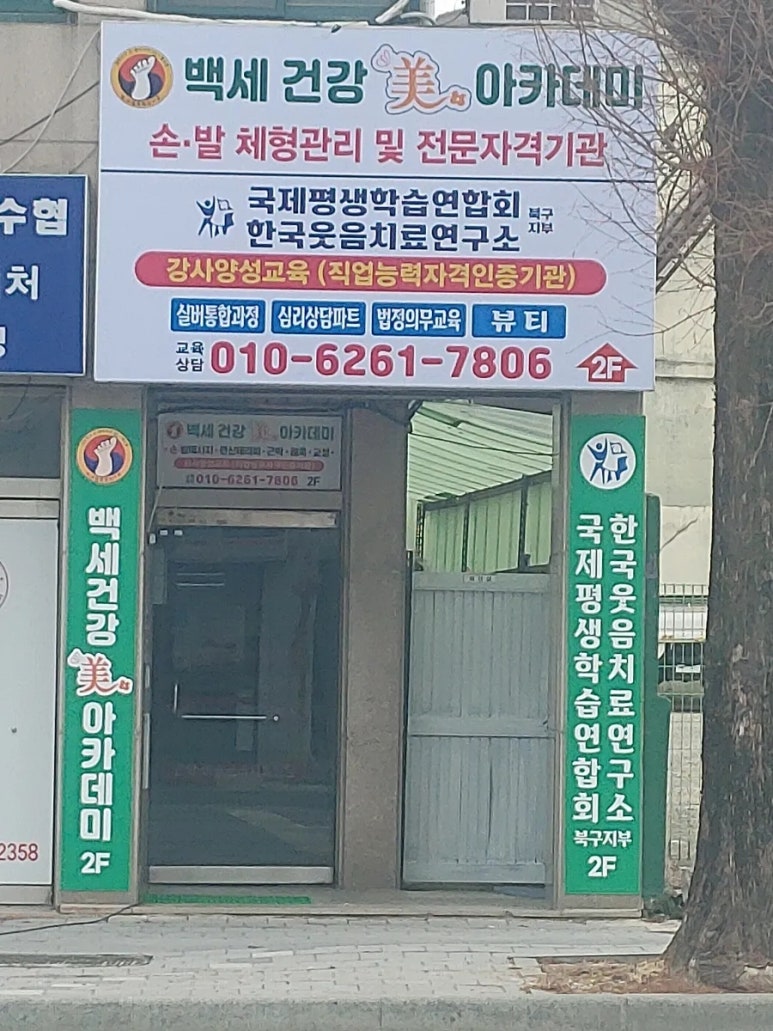 백세 건강 美 아카데미
손·발 체형관리 및 전문자격기관
국제평생학습연합회
한국웃음치료연구소
북구
지부
강사양성교육 (직업능력자격인증기관)
실버통합과정 심리상담파트 법정의무교육 뷰티
교육
상담
010-6261-7806 2F
수협
처
백세 건강 美 아카데미
010-6261-7806 2F
백세건강美아카데미
2F
한국웃음치료연구소
국제평생학습연합회
북구지부
2F
2358